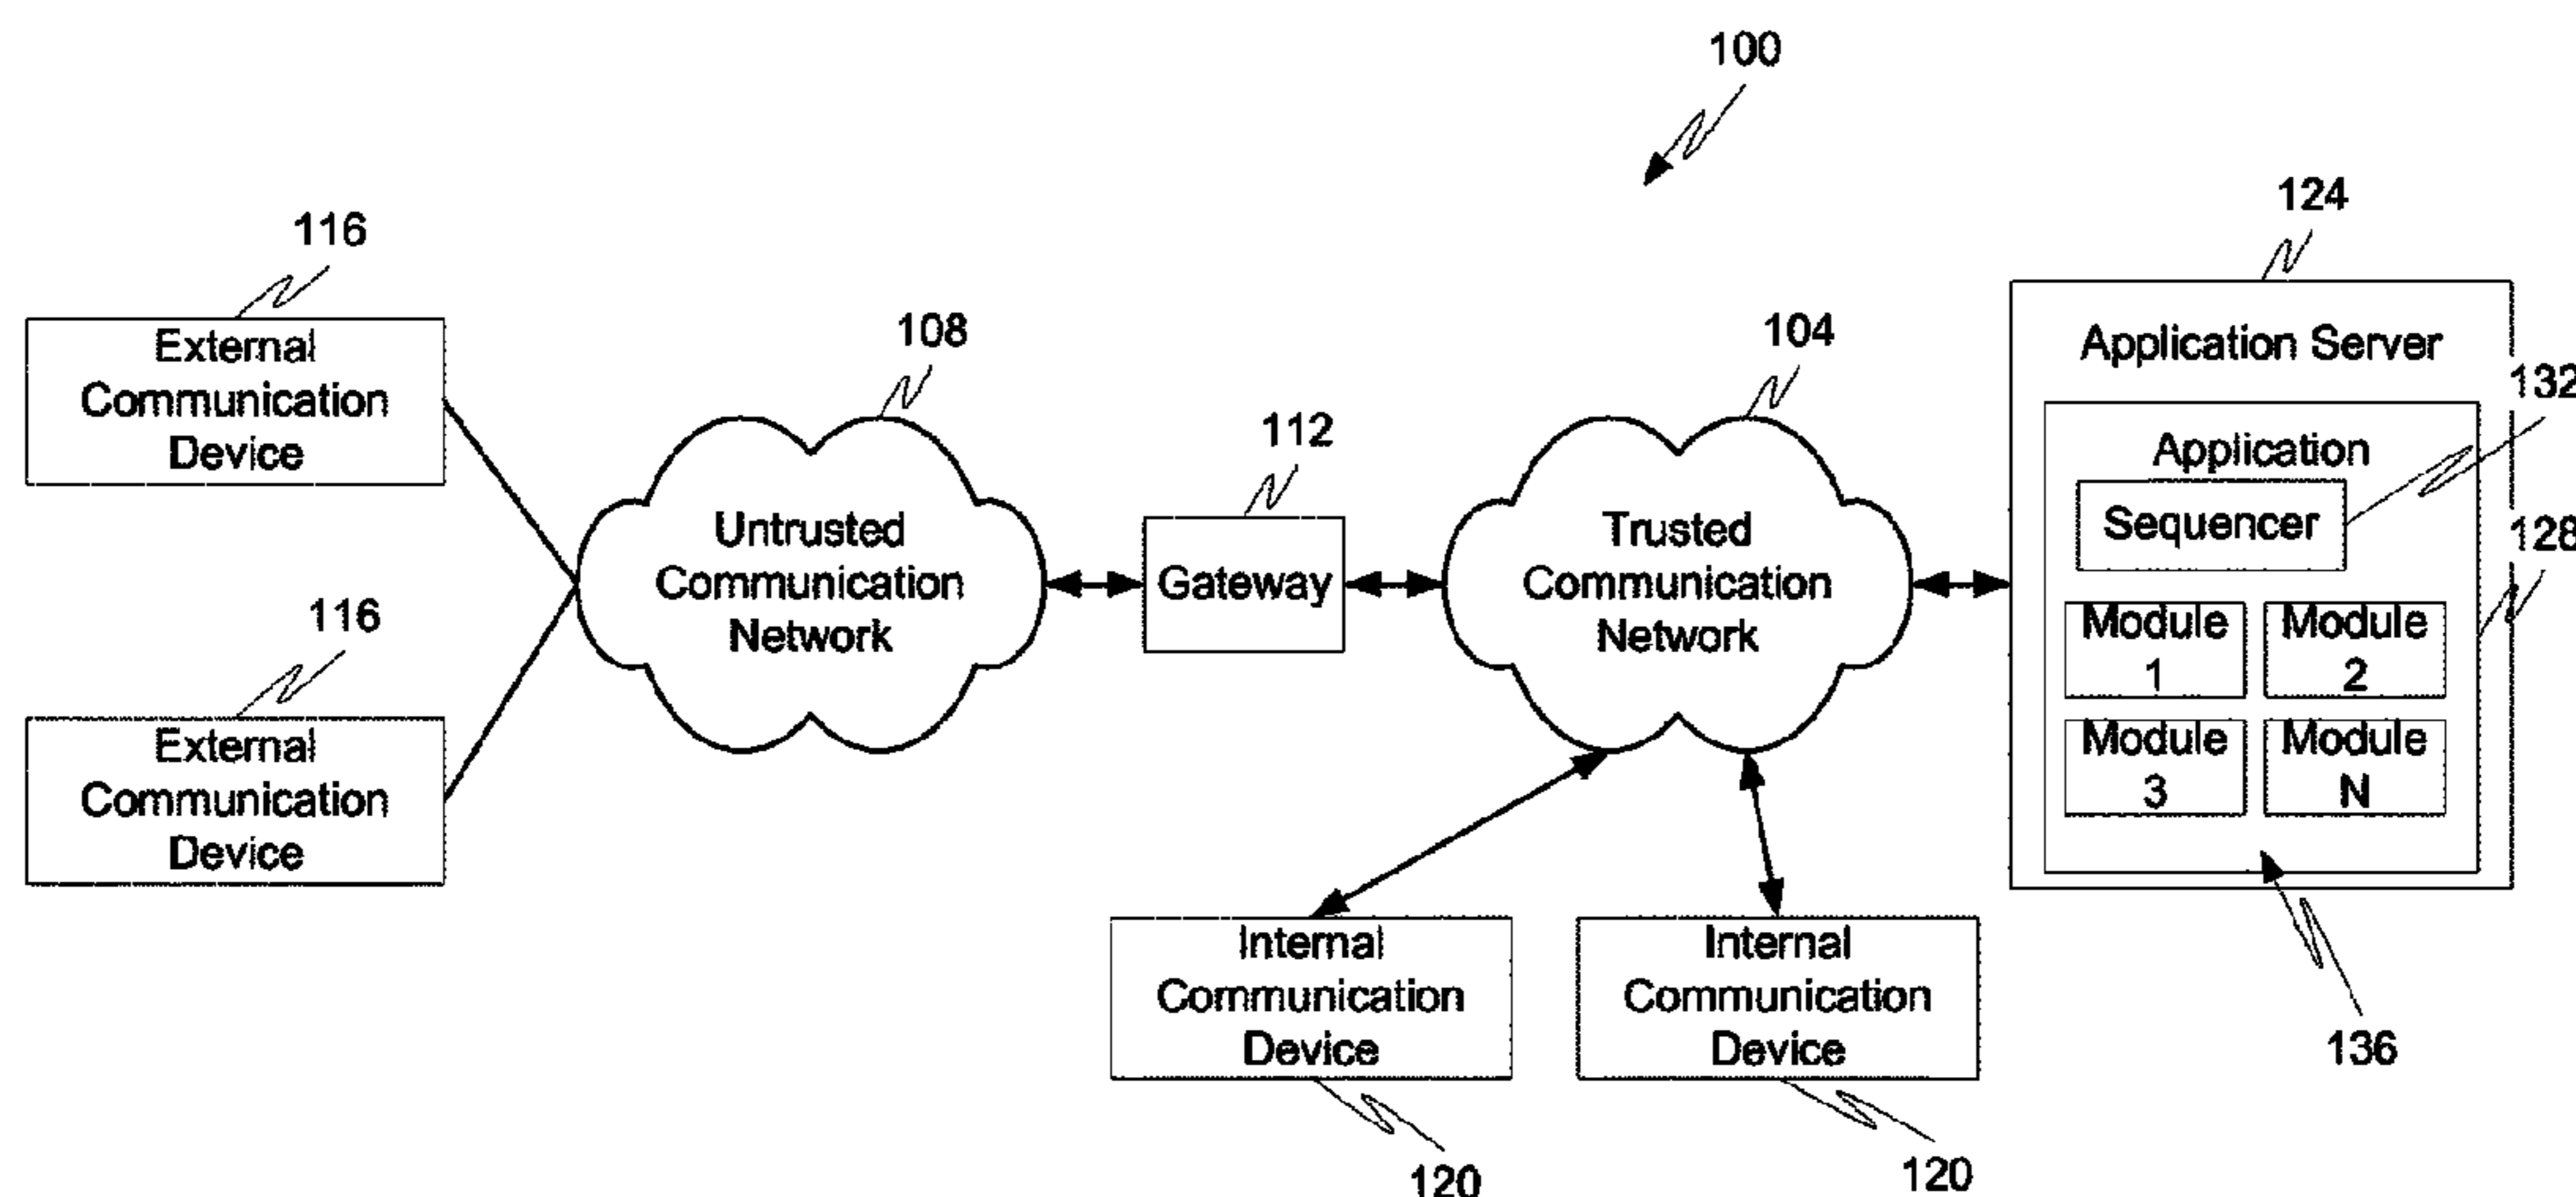 100
124
116
External
Communication
Device
108
Untrusted
Communication
Network
112
Gateway
104
Trusted
Communication
Network
Application Server
132
Application
Sequencer
128
Module
1
Module
2
Module
3
Module
N
136
116
External
Communication
Device
Internal
Communication
Device
120
Internal
Communication
Device
120